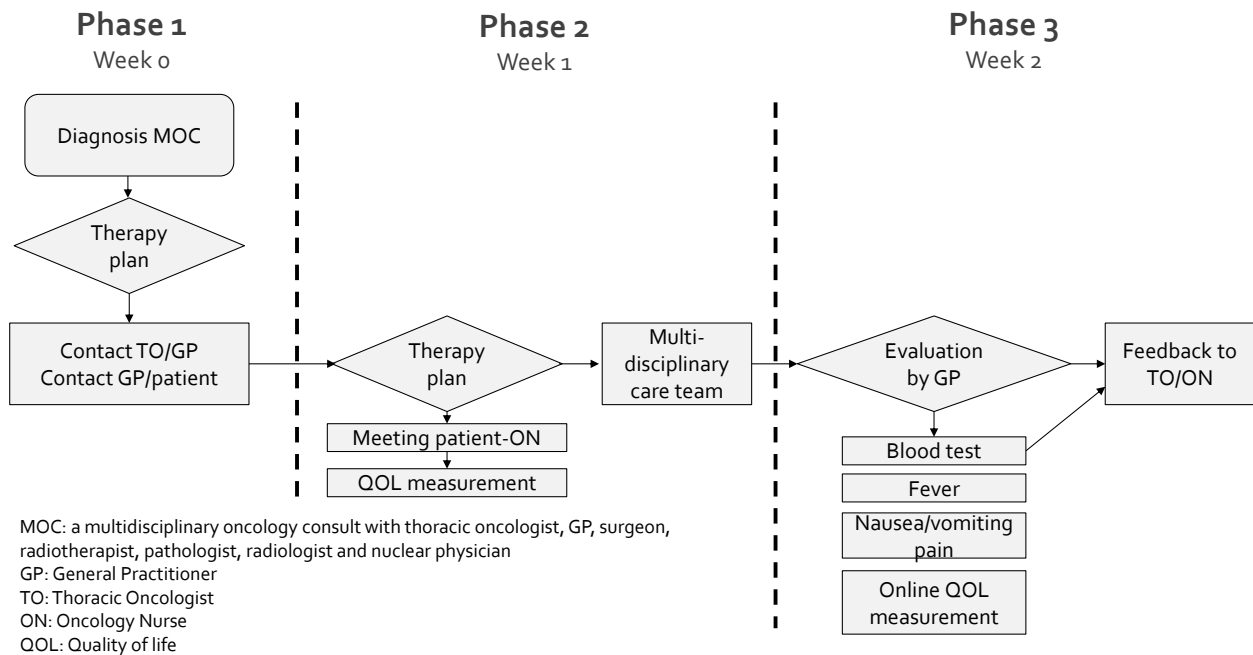 Phase 1
Week 0
Phase 2
Week 1
Phase 3
Week 2
Diagnosis MOC
Therapy
plan
Contact TO/GP
Contact GP/patient
Therapy
plan
Meeting patient-ON
QOL measurement
Multi-
disciplinary
care team
Evaluation
by GP
Blood test
Fever
Nausea/vomiting
pain
Online QOL
measurement
Feedback to
TO/ON
MOC: a multidisciplinary oncology consult with thoracic oncologist, GP, surgeon,
radiotherapist, pathologist, radiologist and nuclear physician
GP: General Practitioner
TO: Thoracic Oncologist
ON: Oncology Nurse
QOL: Quality of life